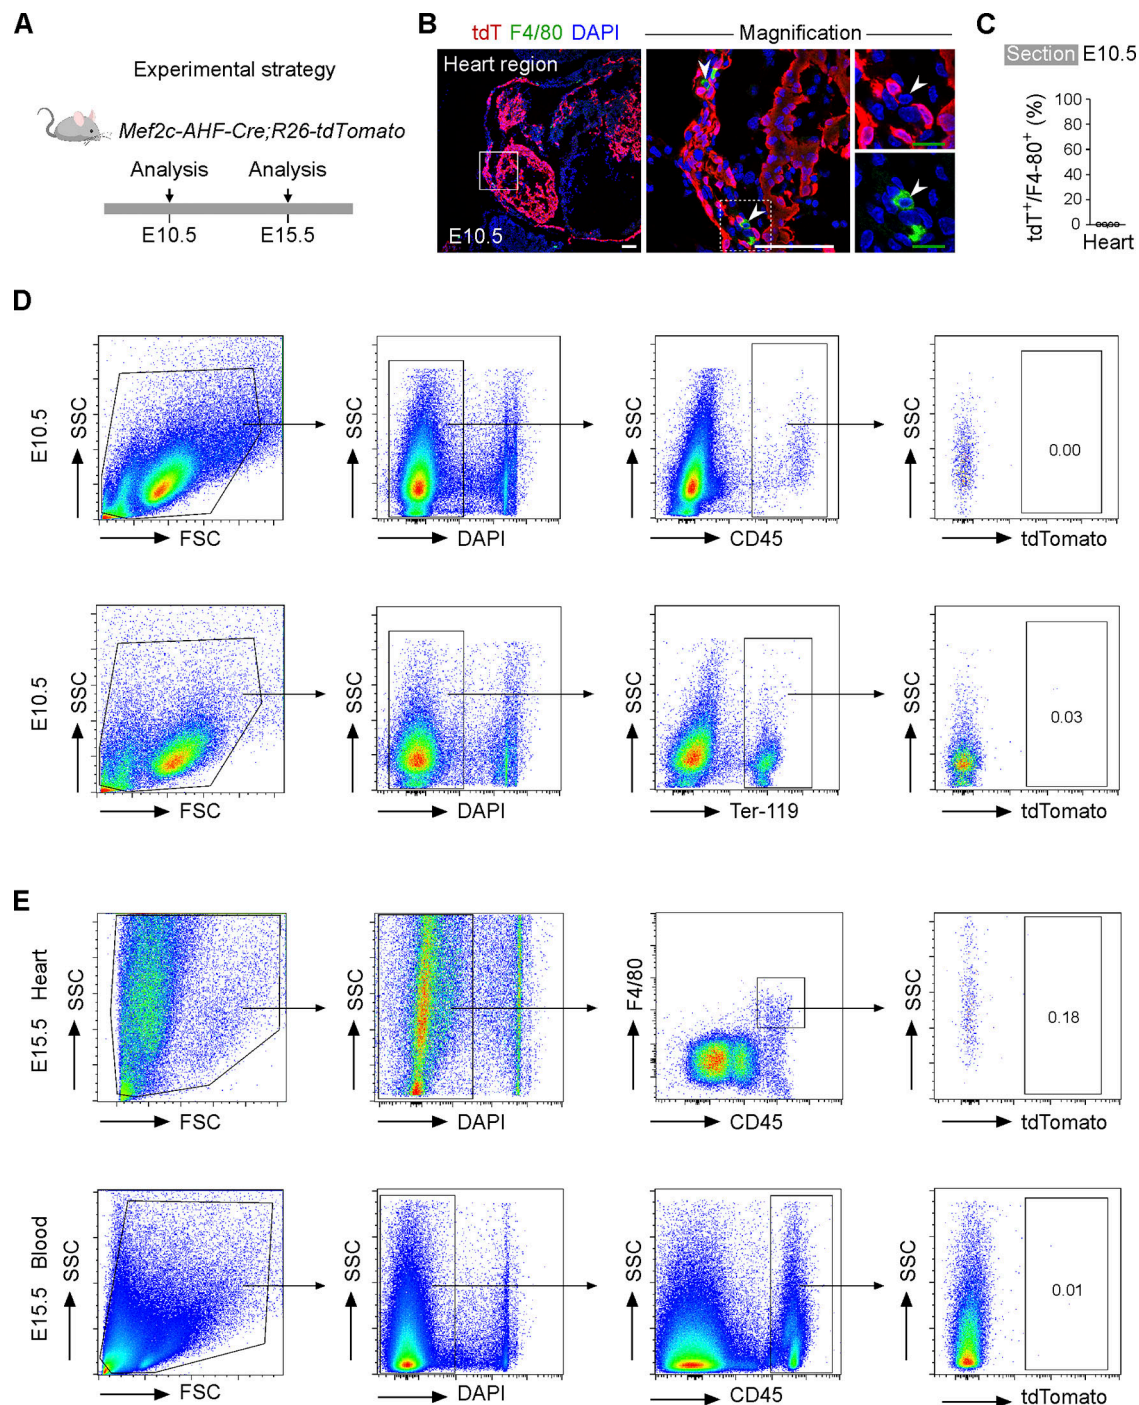 A
Experimental strategy
Mef2c-AHF-Cre;R26-tdTomato
Analysis Analysis
E10.5 E15.5
B
tdT F4/80 DAPI Magnification
Heart region
E10.5
C
Section E10.5
tdT+/F4-80+ (%)
100
80
60
40
20
0
Heart
D
E10.5
SSC SSC SSC SSC
0.00
FSC DAPI CD45 tdTomato
E10.5
SSC SSC SSC SSC
0.03
FSC DAPI Ter-119 tdTomato
E
E15.5 Heart
SSC SSC F4/80 SSC
0.18
FSC DAPI CD45 tdTomato
E15.5 Blood
SSC SSC SSC SSC
0.01
FSC DAPI CD45 tdTomato